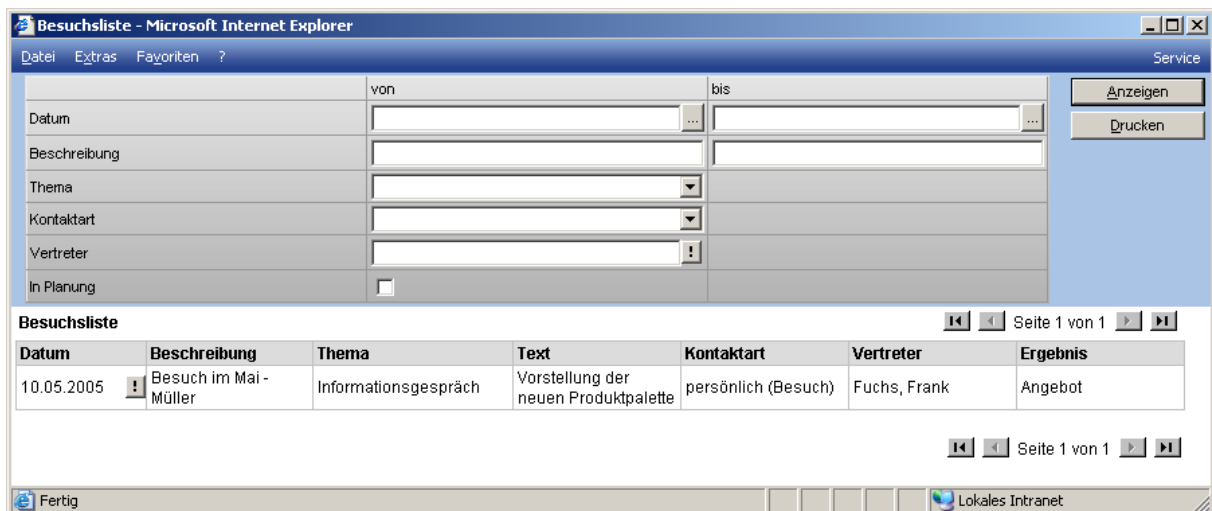 Besuchsliste - Microsoft Internet Explorer
Datei Extras Favoriten ? Service
von bis Anzeigen
Datum ... ... Drucken
Beschreibung
Thema
Kontaktart
Vertreter !
In Planung
Besuchsliste Seite 1 von 1
Datum Beschreibung Thema Text Kontaktart Vertreter Ergebnis
10.05.2005 ! Besuch im Mai - Informationsgespräch Vorstellung der persönlich (Besuch) Fuchs, Frank Angebot
Müller neuen Produktpalette
Seite 1 von 1
Fertig Lokales Intranet